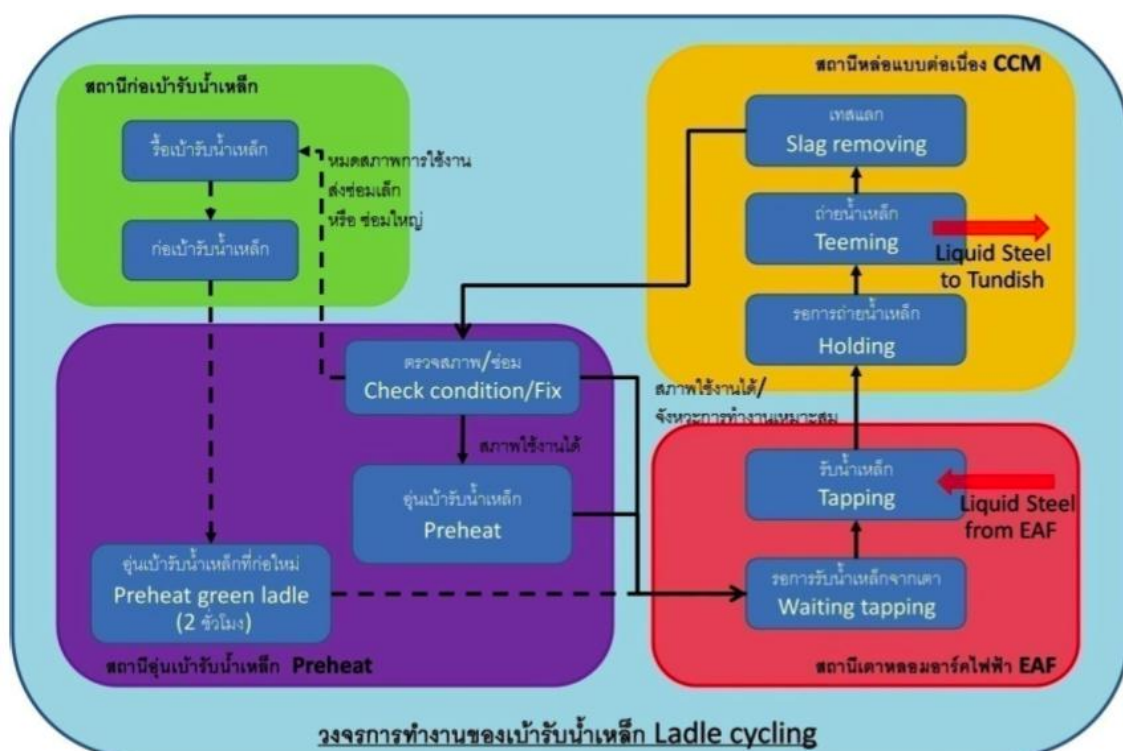 สถานีก่อเบ้ารับน้ำเหล็ก
รื้อเบ้ารับน้ำเหล็ก
ก่อเบ้ารับน้ำเหล็ก
หมดสภาพการใช้งาน
ส่งซ่อมเล็ก
หรือ ซ่อมใหญ่
สถานีหล่อแบบต่อเนื่อง CCM
เทสแลก
Slag removing
ถ่ายน้ำเหล็ก
Teeming
Liquid Steel
to Tundish
รอการถ่ายน้ำเหล็ก
Holding
ตรวจสภาพ/ซ่อม
Check condition/Fix
สภาพใช้งานได้
อุ่นเบ้ารับน้ำเหล็ก
Preheat
อุ่นเบ้ารับน้ำเหล็กที่ก่อใหม่
Preheat green ladle
(2 ชั่วโมง)
สถานีอุ่นเบ้ารับน้ำเหล็ก Preheat
สภาพใช้งานได้/
จังหวะการทำงานเหมาะสม
รับน้ำเหล็ก
Tapping
Liquid Steel
from EAF
รอการรับน้ำเหล็กจากเตา
Waiting tapping
สถานีเตาหลอมอาร์คไฟฟ้า EAF
วงจรการทำงานของเบ้ารับน้ำเหล็ก Ladle cycling